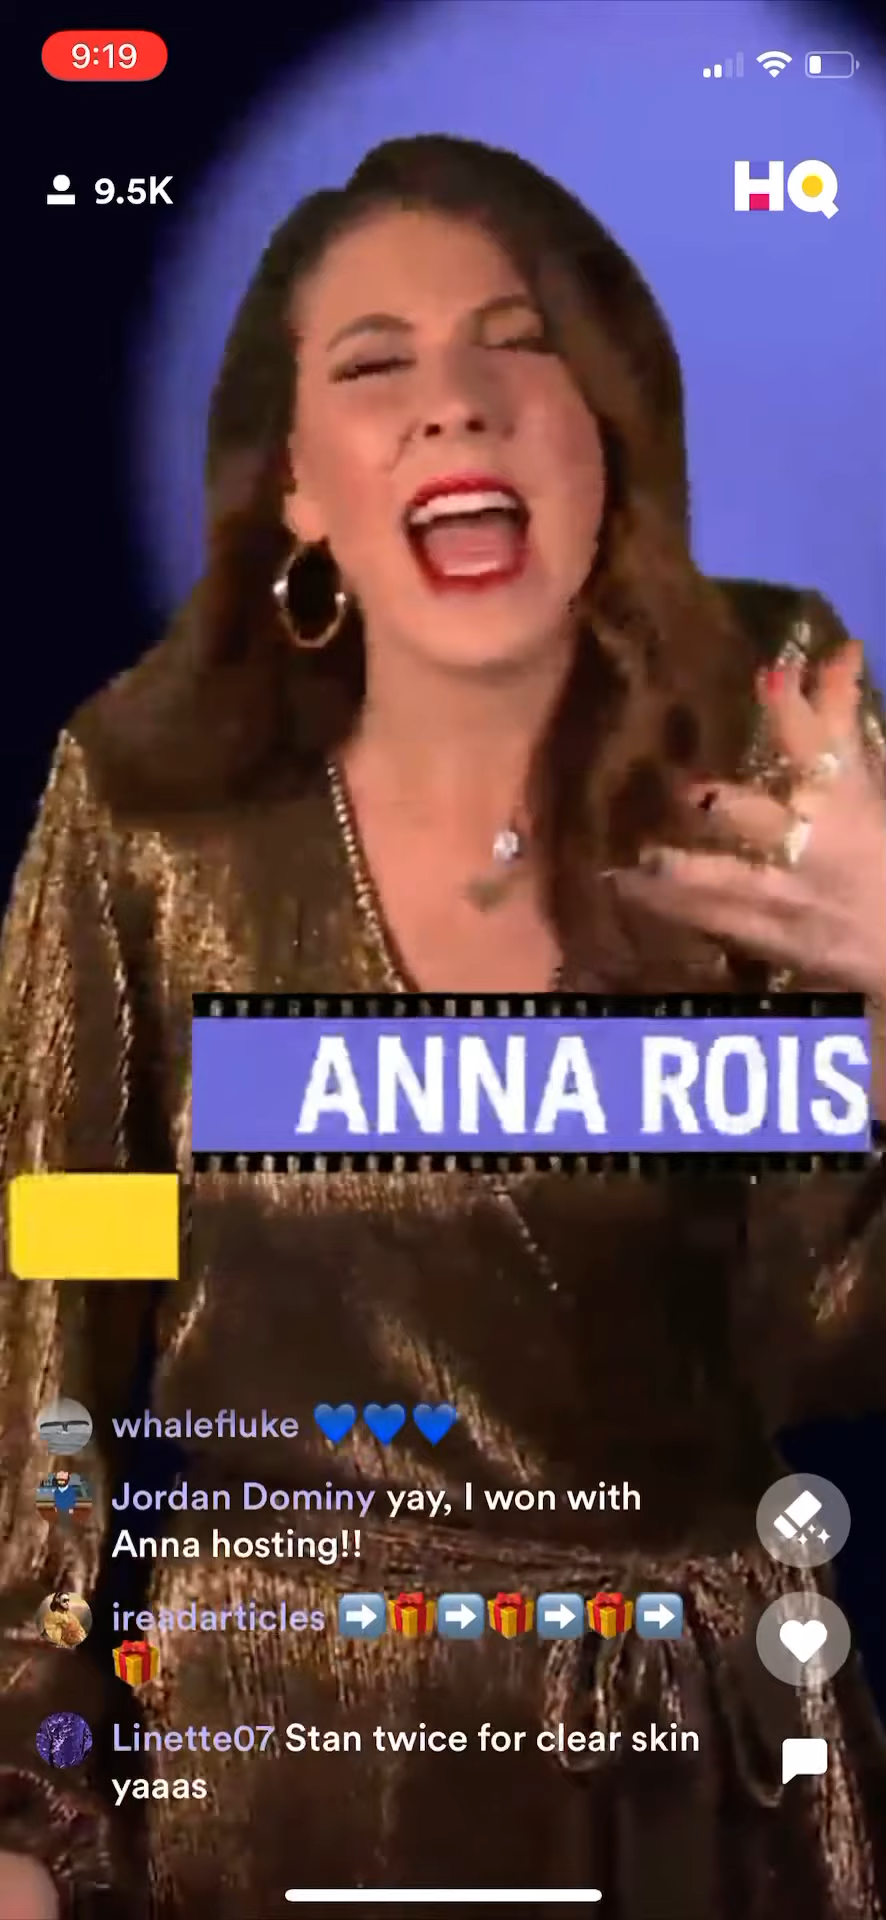 9:19
9.5K
HQ
ANNA ROIS
whalefluke 💙💙💙
Jordan Dominy yay, I won with
Anna hosting!!
ireadarticles ➡️🎁➡️🎁➡️🎁➡️
🎁
Linette07 Stan twice for clear skin
yaaas